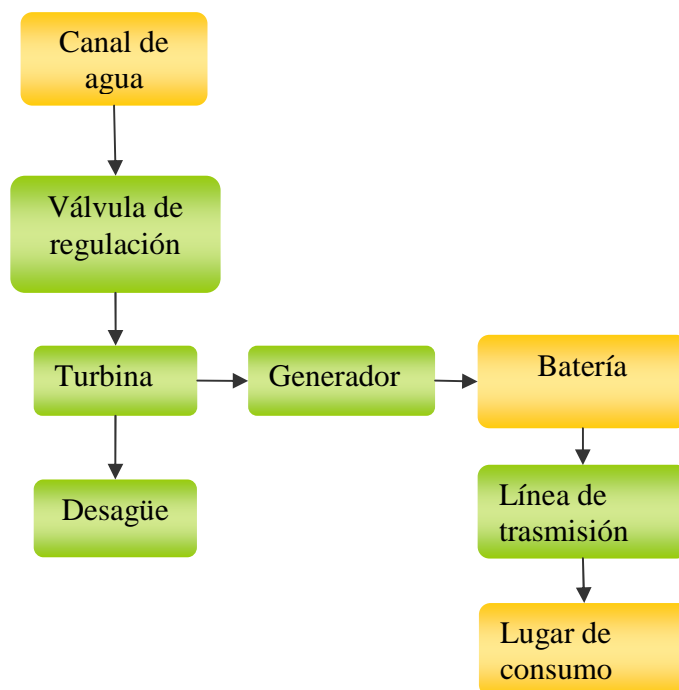 Canal de
agua
Válvula de
regulación
Turbina
Generador
Batería
Desagüe
Línea de
trasmisión
Lugar de
consumo